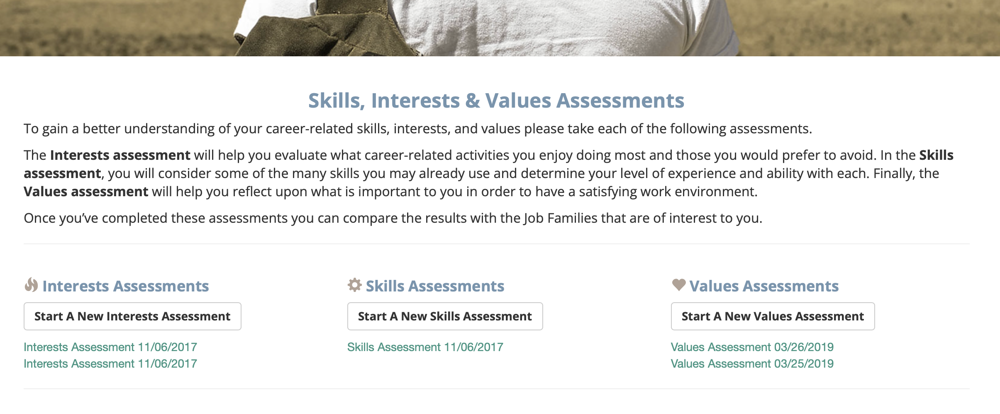 Skills, Interests & Values Assessments
To gain a better understanding of your career-related skills, interests, and values please take each of the following assessments.
The Interests assessment will help you evaluate what career-related activities you enjoy doing most and those you would prefer to avoid. In the Skills
assessment, you will consider some of the many skills you may already use and determine your level of experience and ability with each. Finally, the
Values assessment will help you reflect upon what is important to you in order to have a satisfying work environment.
Once you’ve completed these assessments you can compare the results with the Job Families that are of interest to you.
Interests Assessments
Start A New Interests Assessment
Interests Assessment 11/06/2017
Interests Assessment 11/06/2017
Skills Assessments
Start A New Skills Assessment
Skills Assessment 11/06/2017
Values Assessments
Start A New Values Assessment
Values Assessment 03/26/2019
Values Assessment 03/25/2019